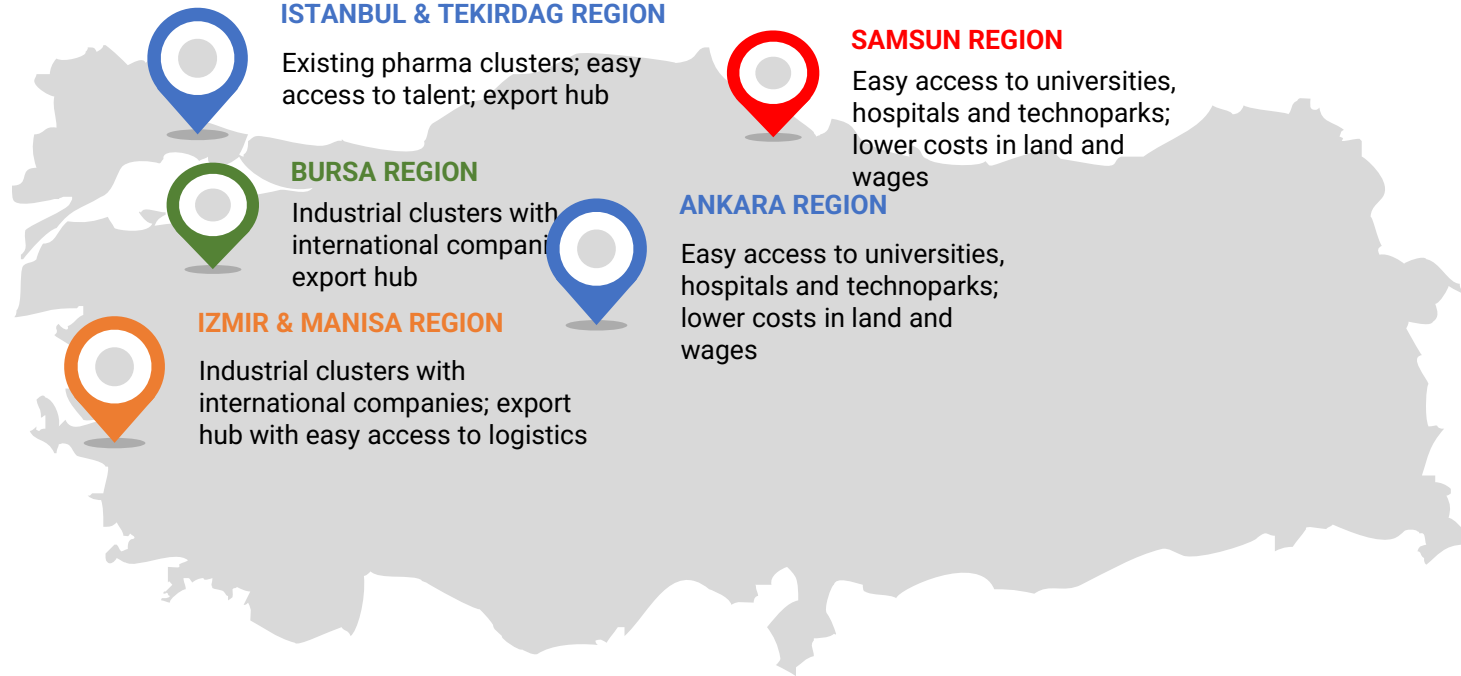 ISTANBUL & TEKIRDAG REGION
Existing pharma clusters; easy
access to talent; export hub
SAMSUN REGION
Easy access to universities,
hospitals and technoparks;
lower costs in land and
wages
BURSA REGION
Industrial clusters with
international compani
export hub
ANKARA REGION
Easy access to universities,
hospitals and technoparks;
lower costs in land and
wages
IZMIR & MANISA REGION
Industrial clusters with
international companies; export
hub with easy access to logistics